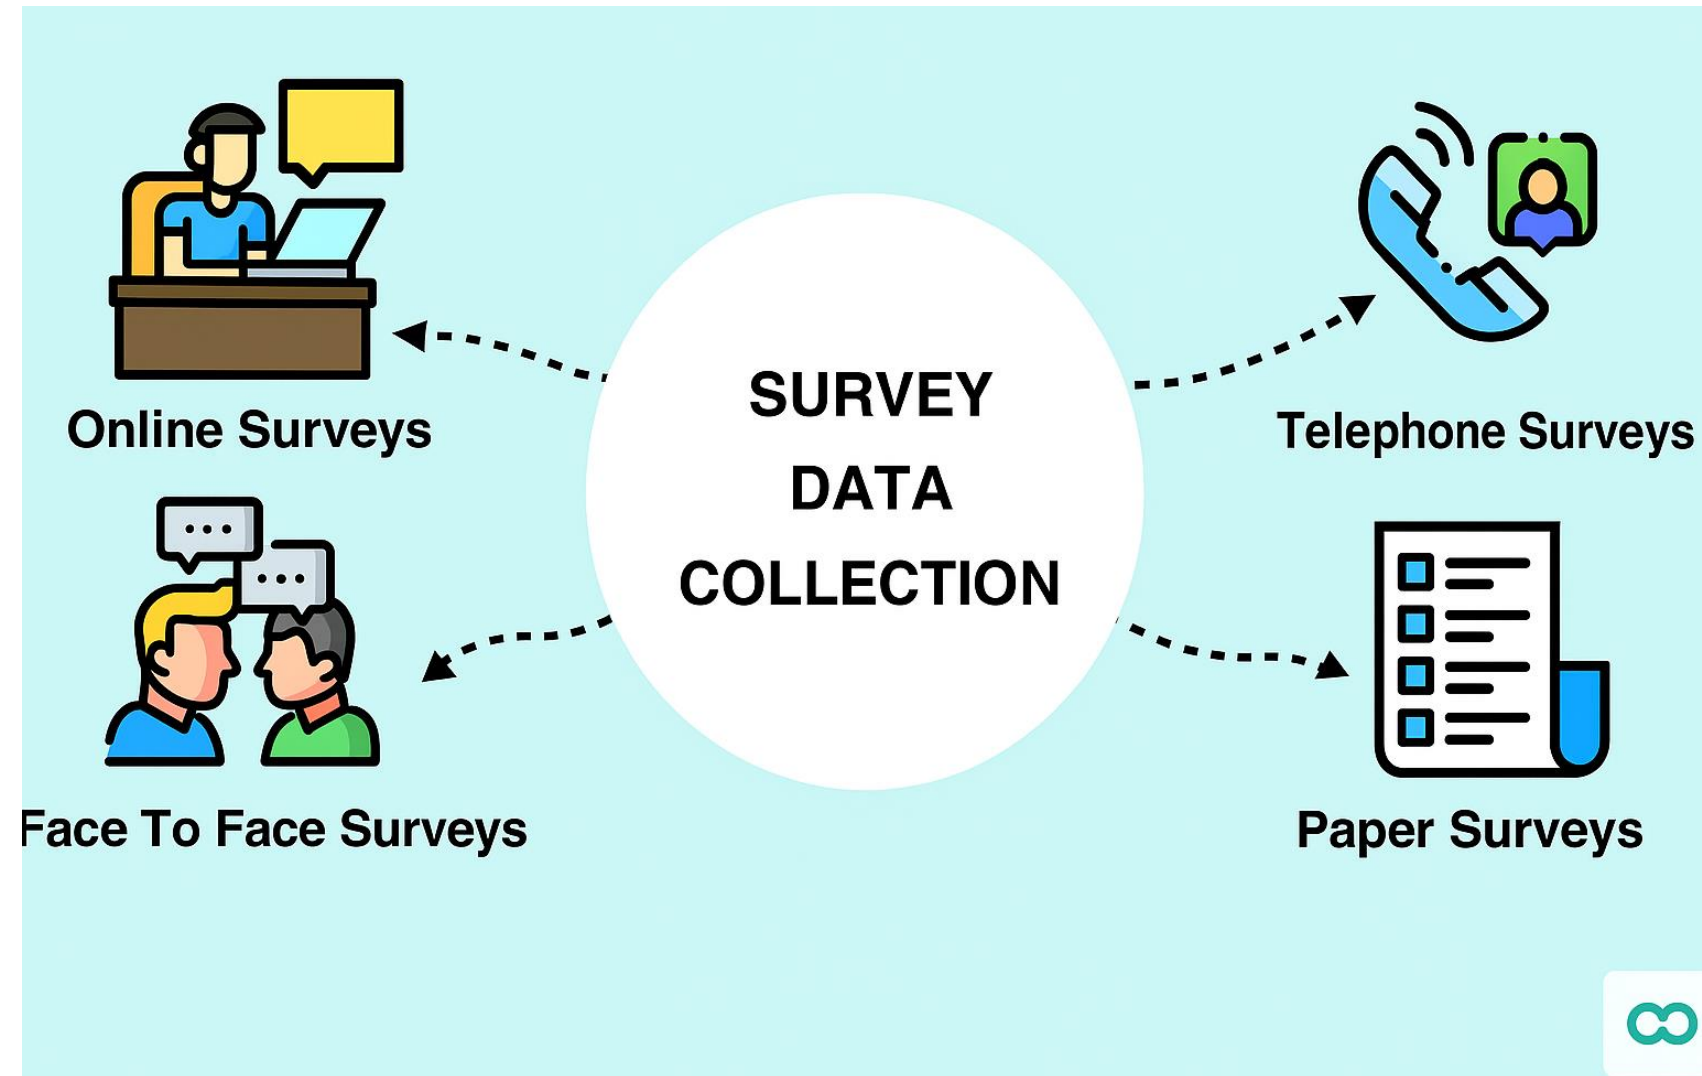 Online Surveys
Telephone Surveys
SURVEY
DATA
COLLECTION
Face To Face Surveys
Paper Surveys